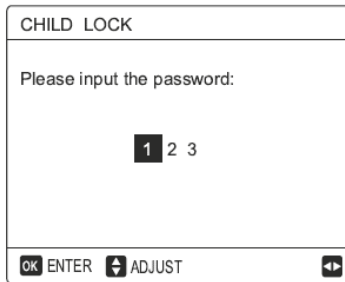 CHILD LOCK
Please input the password:
1 2 3
OK ENTER ADJUST